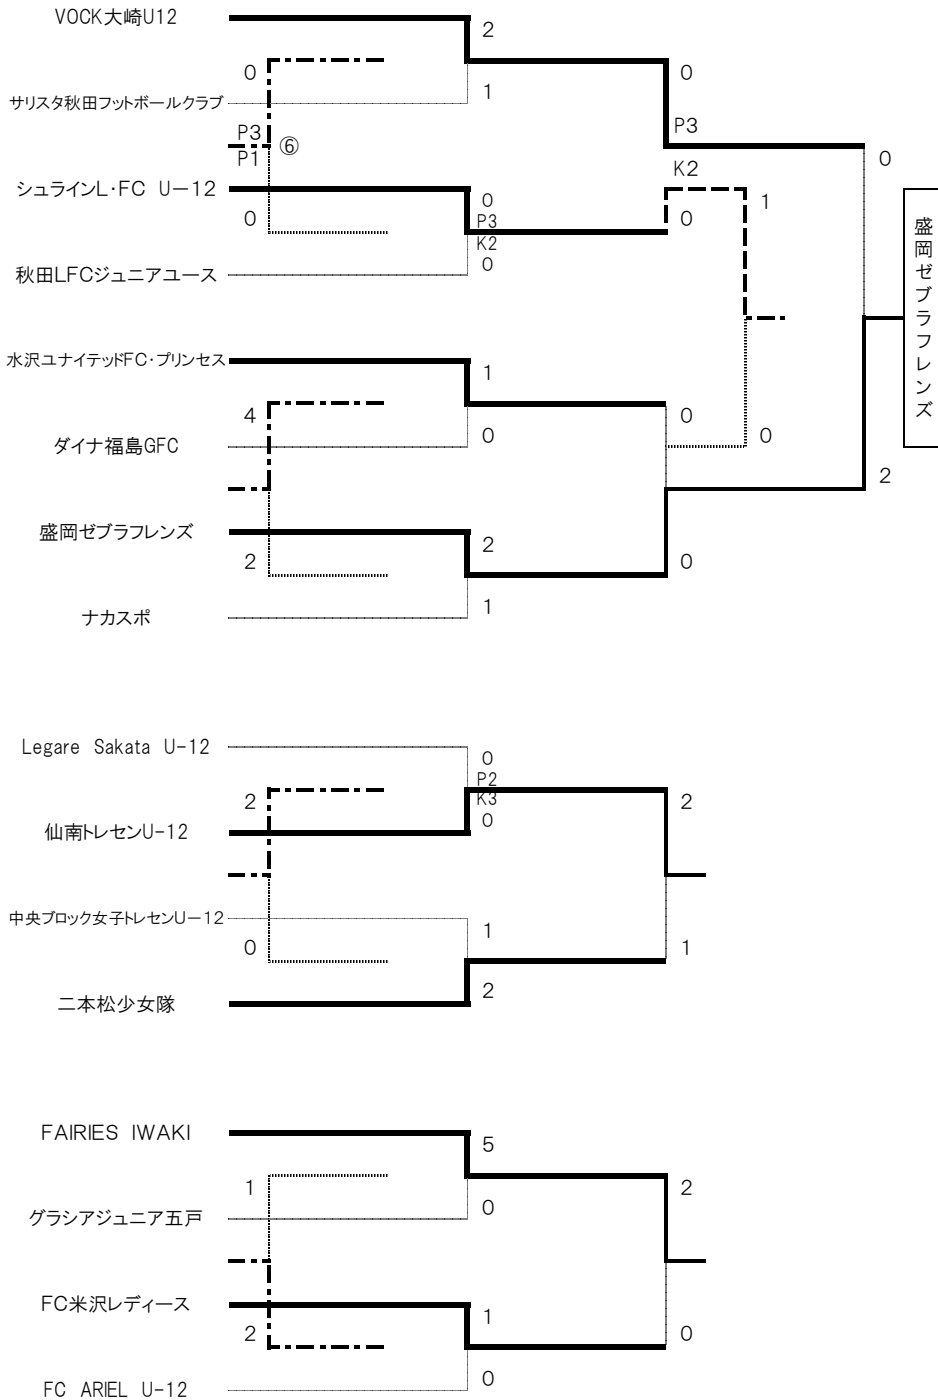 VOCK大崎U12
2
0
0
サリスタ秋田フットボールクラブ
1
P3
P3
P1
⑥
0
K2
シュラインL・FC U－12
0
1
0
P3
0
K2
秋田LFCジュニアユース
0
盛岡ゼブラフレンズ
水沢ユナイテッドFC・プリンセス
1
4
0
ダイナ福島GFC
0
0
2
盛岡ゼブラフレンズ
2
2
0
ナカスポ
1
Legare Sakata U-12
0
P2
2
K3
2
仙南トレセンU-12
0
中央ブロック女子トレセンU－12
1
0
1
二本松少女隊
2
FAIRIES IWAKI
5
1
2
グラシアジュニア五戸
0
FC米沢レディース
1
2
0
FC ARIEL U-12
0